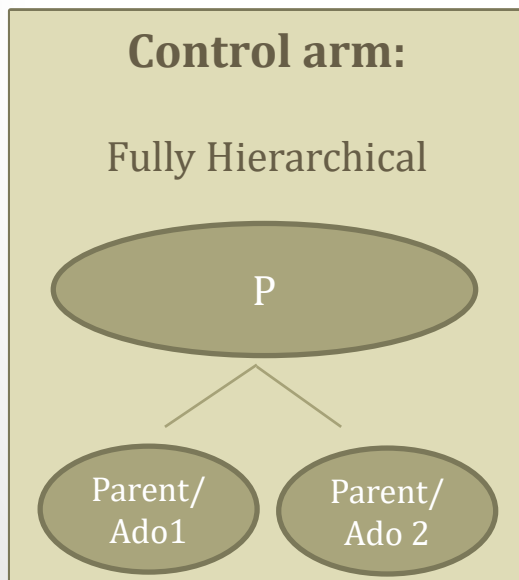 Control arm:
Fully Hierarchical
P
Parent/
Ado1
Parent/
Ado 2